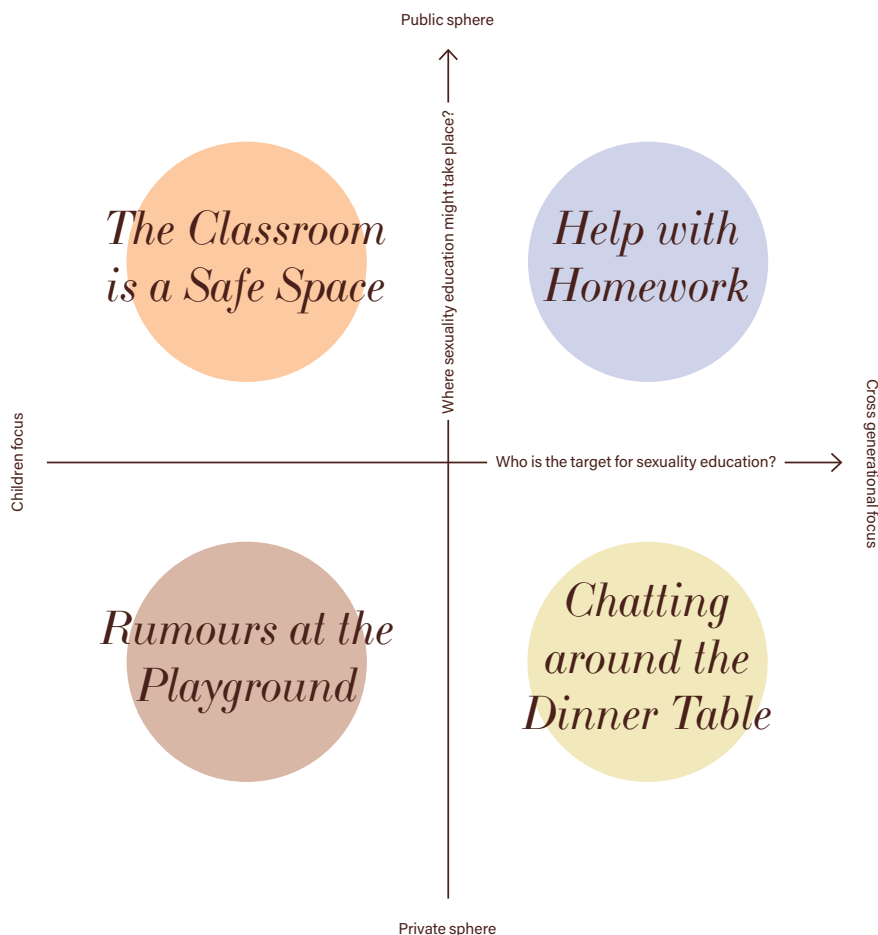 Public sphere
Where sexuality education might take place?
The Classroom
is a Safe Space
Help with
Homework
Children focus
Who is the target for sexuality education?
Cross generational focus
Rumours at the
Playground
Chatting
around the
Dinner Table
Private sphere